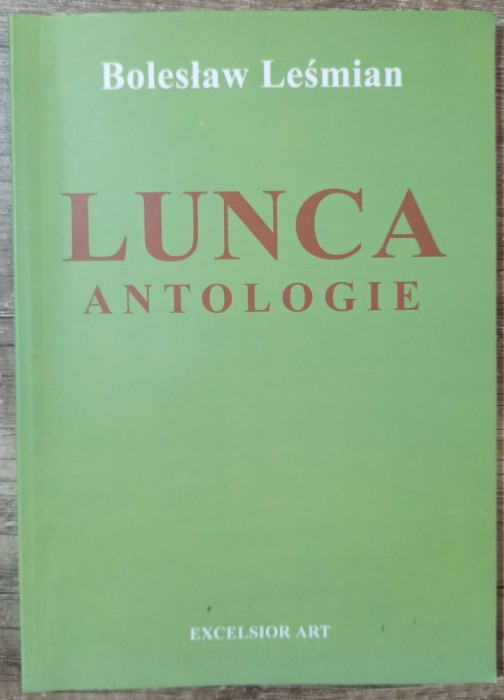 Bolesław Leśmian
LUNCA
ANTOLOGIE
EXCELSIOR ART